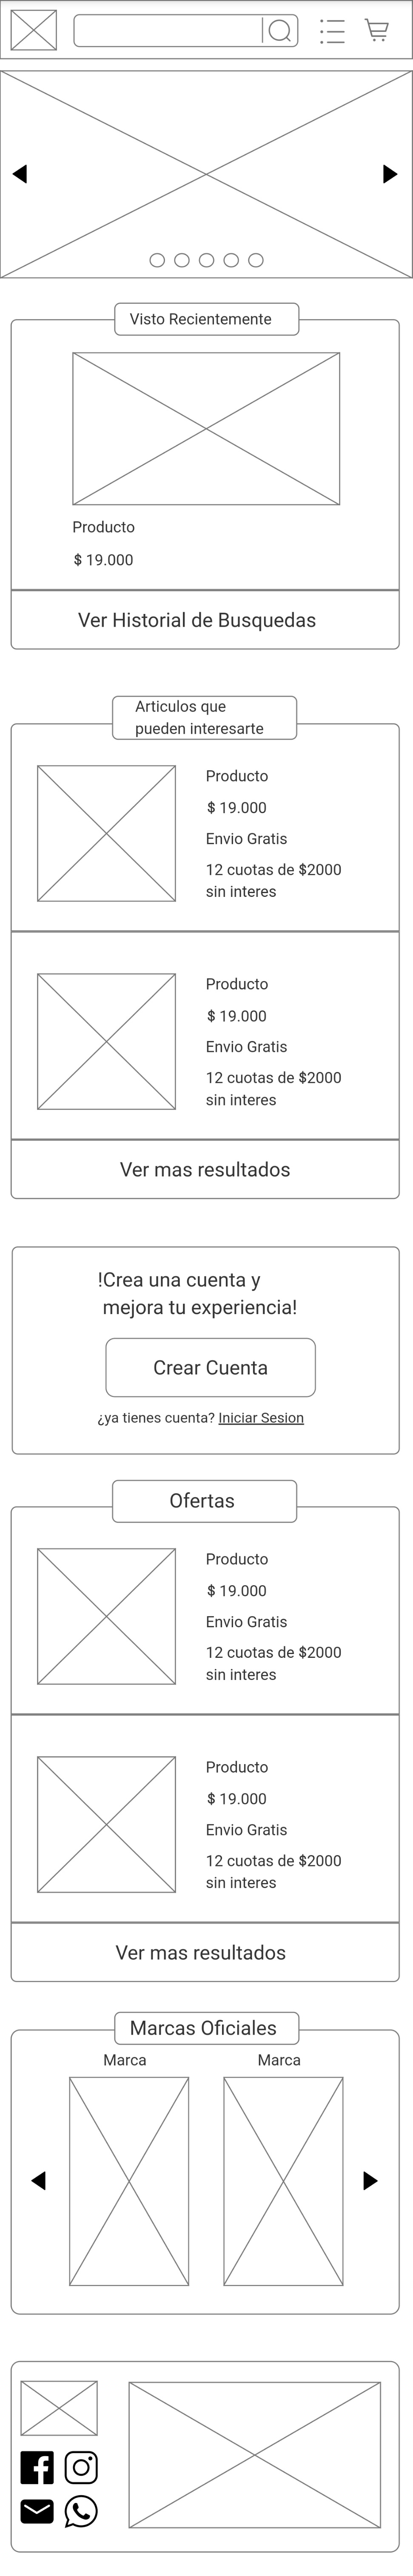 Visto Recientemente
Producto
$ 19.000
Ver Historial de Busquedas
Articulos que
pueden interesarte
Producto
$ 19.000
Envio Gratis
12 cuotas de $2000
sin interes
Producto
$ 19.000
Envio Gratis
12 cuotas de $2000
sin interes
Ver mas resultados
!Crea una cuenta y
mejora tu experiencia!
Crear Cuenta
¿ya tienes cuenta? Iniciar Sesion
Ofertas
Producto
$ 19.000
Envio Gratis
12 cuotas de $2000
sin interes
Producto
$ 19.000
Envio Gratis
12 cuotas de $2000
sin interes
Ver mas resultados
Marcas Oficiales
Marca Marca